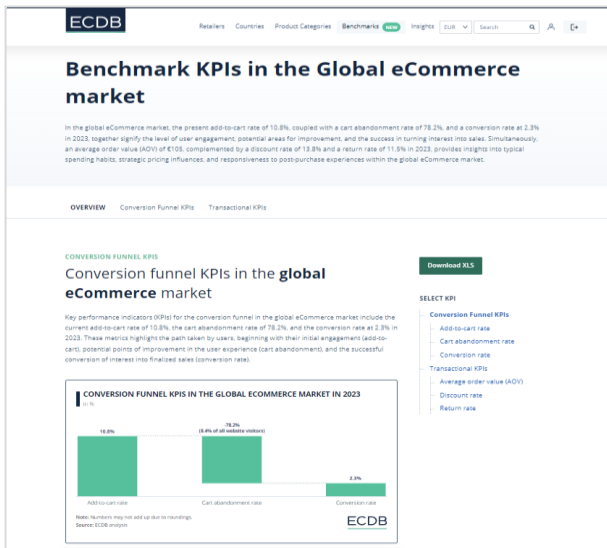 ECDB
Retailers Countries Product Categories Benchmarks NEW Insights EUR Search
Benchmark KPIs in the Global eCommerce
market
In the global eCommerce market, the present add-to-cart rate of 10.8%, coupled with a cart abandonment rate of 78.2%, and a conversion rate at 2.3%
in 2023, together signify the level of user engagement, potential areas for improvement, and the success in turning interest into sales. Simultaneously,
an average order value (AOV) of €105, complemented by a discount rate of 13.8% and a return rate of 11.5% in 2023, provides insights into typical
spending habits, strategic pricing influences, and responsiveness to post-purchase experiences within the global eCommerce market.
OVERVIEW Conversion Funnel KPIs Transactional KPIs
CONVERSION FUNNEL KPIS
Conversion funnel KPIs in the global
eCommerce market
Key performance indicators (KPIs) for the conversion funnel in the global eCommerce market include the
current add-to-cart rate of 10.8%, the cart abandonment rate of 78.2%, and the conversion rate at 2.3% in
2023. These metrics highlight the path taken by users, beginning with their initial engagement (add-to-
cart), potential points of improvement in the user experience (cart abandonment), and the successful
conversion of interest into finalized sales (conversion rate).
CONVERSION FUNNEL KPIS IN THE GLOBAL ECOMMERCE MARKET IN 2023
in %
10.8%
-78.2%
(8.4% of all website visitors)
2.3%
Add-to-cart rate Cart abandonment rate Conversion rate
Note: Numbers may not add up due to roundings.
Source: ECDB analysis
ECDB
Download XLS
SELECT KPI
Conversion Funnel KPIs
Add-to-cart rate
Cart abandonment rate
Conversion rate
Transactional KPIs
Average order value (AOV)
Discount rate
Return rate